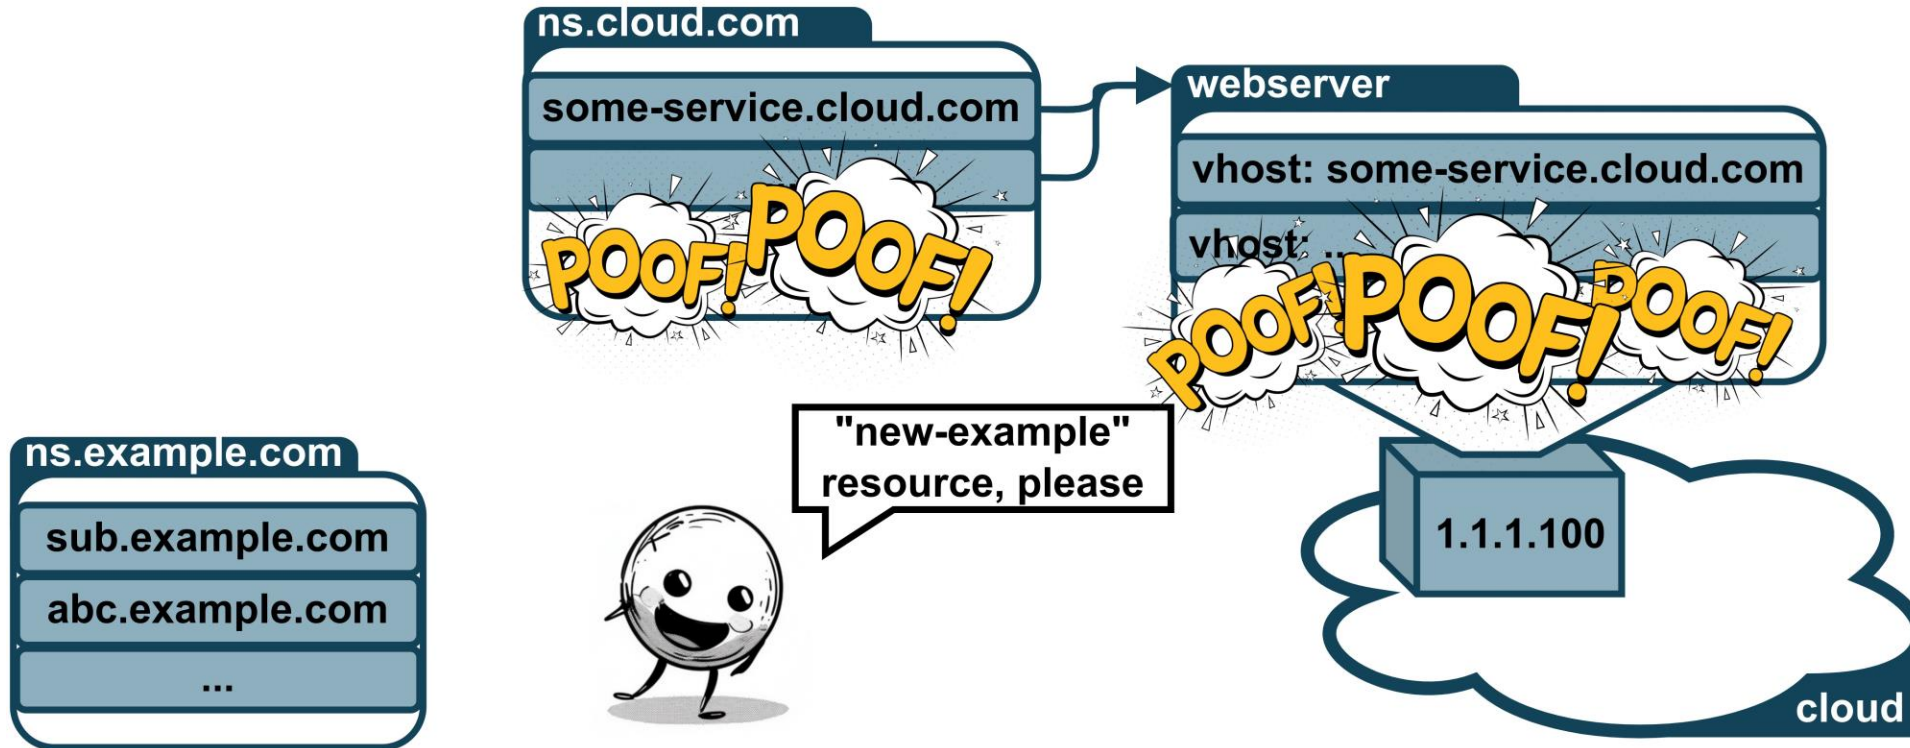 ns.cloud.com
some-service.cloud.com
POOF!
POOF!
webserver
vhost: some-service.cloud.com
vhost: ..
POOF!
POOF!
POOF!
"new-example"
resource, please
1.1.1.100
cloud
ns.example.com
sub.example.com
abc.example.com
...